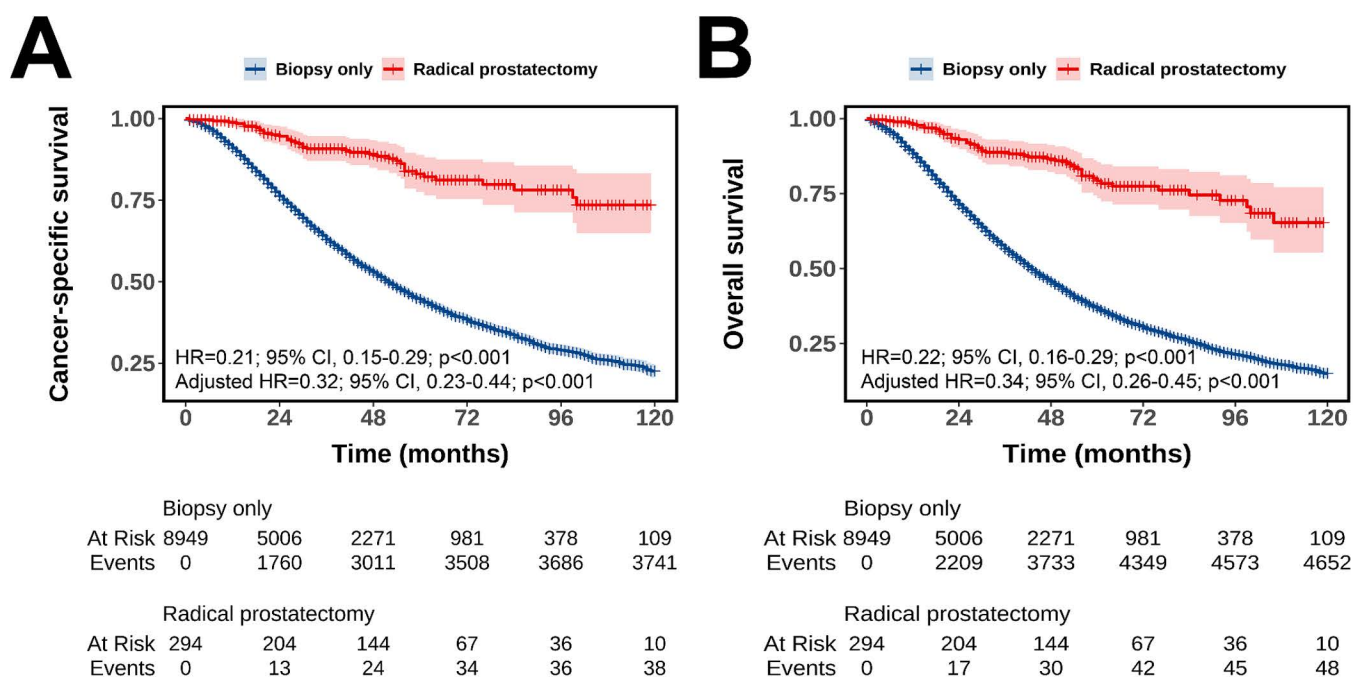 A
Biopsy only Radical prostatectomy
Cancer-specific survival
1.00
0.75
0.50
0.25
HR=0.21; 95% CI, 0.15-0.29; p<0.001
Adjusted HR=0.32; 95% CI, 0.23-0.44; p<0.001
0 24 48 72 96 120
Time (months)
Biopsy only
At Risk 8949 5006 2271 981 378 109
Events 0 1760 3011 3508 3686 3741
Radical prostatectomy
At Risk 294 204 144 67 36 10
Events 0 13 24 34 36 38
B
Biopsy only Radical prostatectomy
Overall survival
1.00
0.75
0.50
0.25
HR=0.22; 95% CI, 0.16-0.29; p<0.001
Adjusted HR=0.34; 95% CI, 0.26-0.45; p<0.001
0 24 48 72 96 120
Time (months)
Biopsy only
At Risk 8949 5006 2271 981 378 109
Events 0 2209 3733 4349 4573 4652
Radical prostatectomy
At Risk 294 204 144 67 36 10
Events 0 17 30 42 45 48